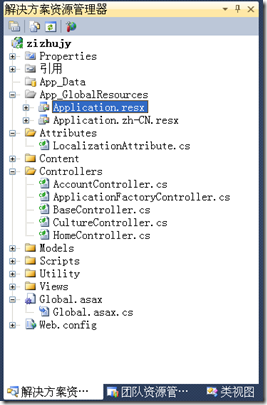 解决方案资源管理器
zizhujy
Properties
引用
App_Data
App_GlobalResources
Application.resx
Application.zh-CN.resx
Attributes
LocalizationAttribute.cs
Content
Controllers
AccountController.cs
ApplicationFactoryController.cs
BaseController.cs
CultureController.cs
HomeController.cs
Models
Scripts
Utility
Views
Global.asax
Global.asax.cs
Web.config
解决方案资... 团队资源管... 类视图